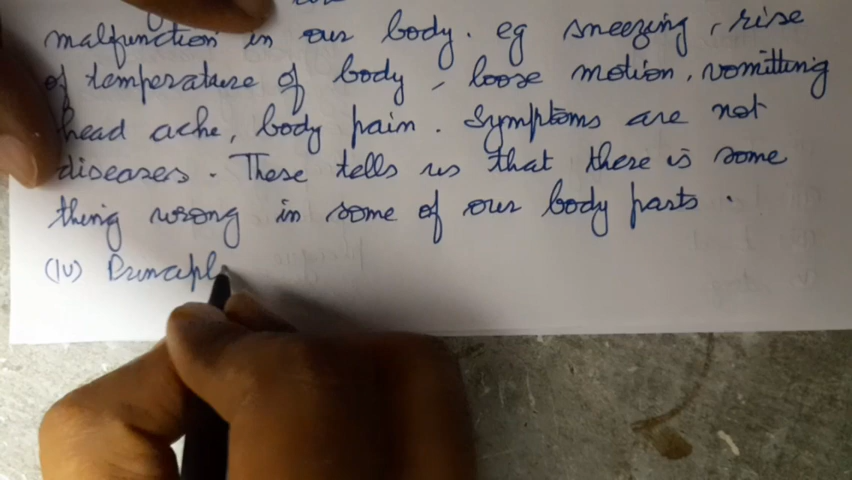 malfunction in our body. eg sneezing, rise
of temperature of body, loose motion, vomitting
head ache, body pain. Symptoms are not
diseases. These tells us that there is some
thing wrong in some of our body parts.
(IV) Principl